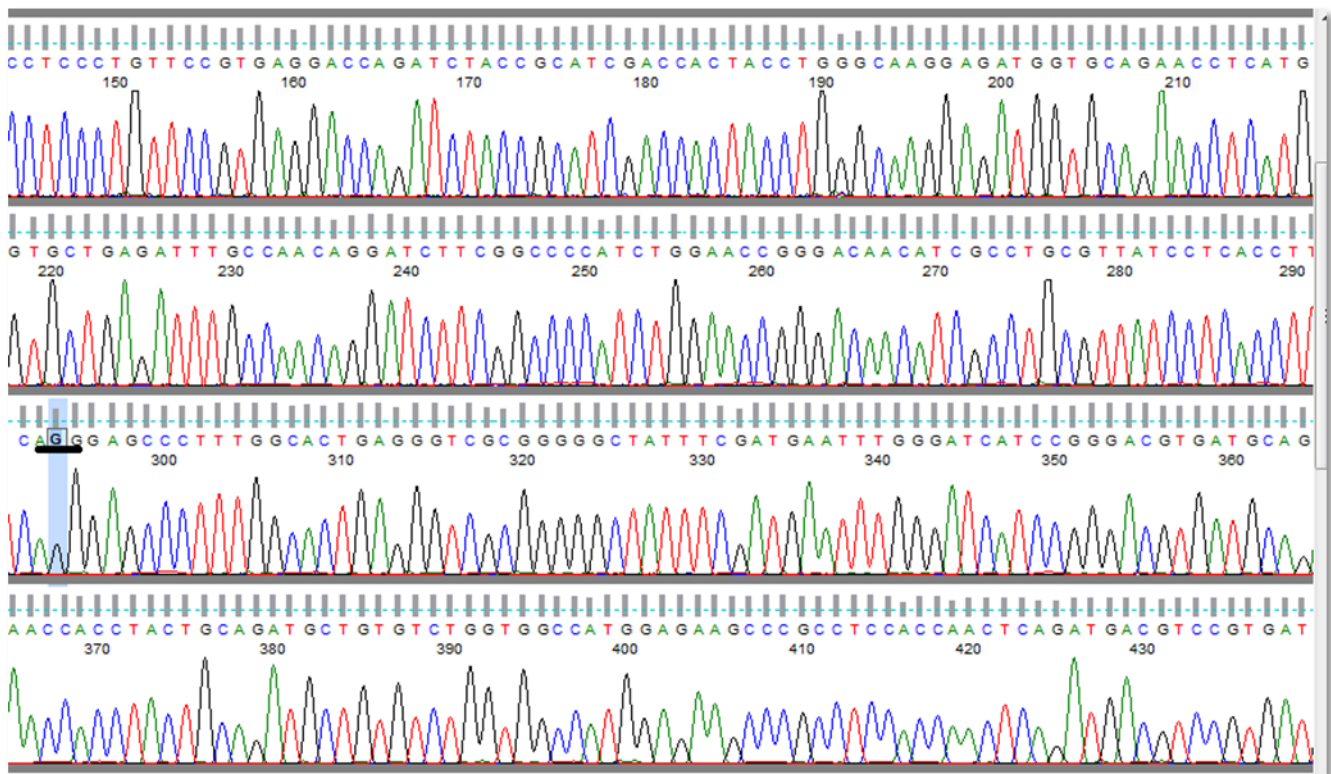 CCTCCCTGTTCCGTGAGGACCAGATCTACCGCATCGACCACTACCTGGGCAAGGAGATGGTGCAGAACCTCATG
150 160 170 180 190 200 210
GTGCTGAGATTTGCCAACAGGATCTTCGGCCCCATCTGGAACCGGGACAACATCGCCTGCGTTATCCTCACCTT
220 230 240 250 260 270 280 290
CAGGGAGCCCTTTGGCACTGAGGGTCGCGGGGGCTATTTCGATGAATTTGGGATCATCCGGGACGTGATGCAG
300 310 320 330 340 350 360
AACCACCTACTGCAGATGCTGTGTCTGGTGGCCATGGAGAAGCCCGCCTCCACCAACTCAGATGACGTCCGTGAT
370 380 390 400 410 420 430